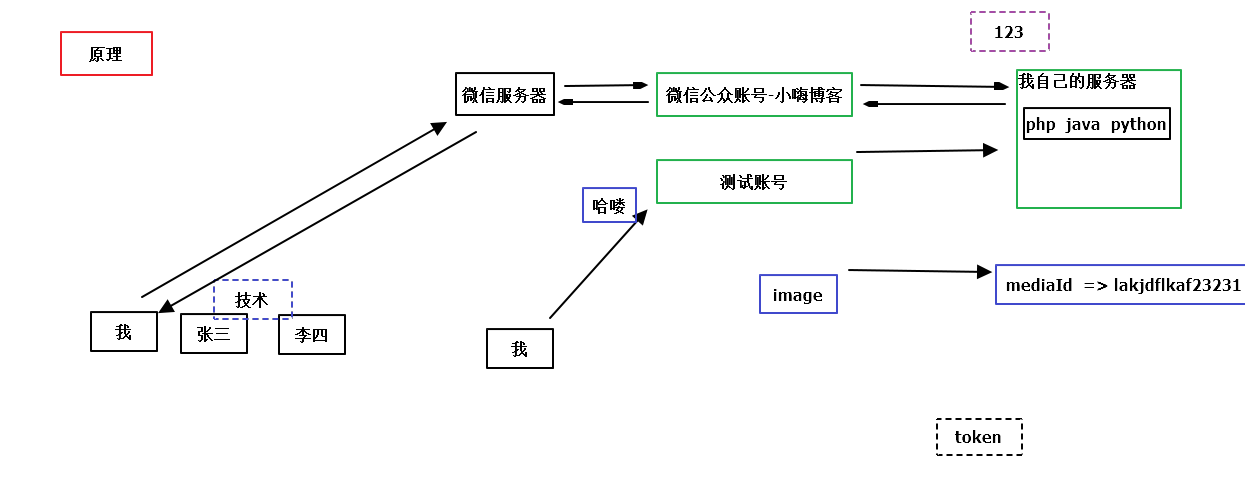 123
原理
微信服务器
微信公众账号-小嗨博客
我自己的服务器
php java python
测试账号
哈喽
技术
image
mediaId => lakjdflkaf23231
我
张三
李四
我
token